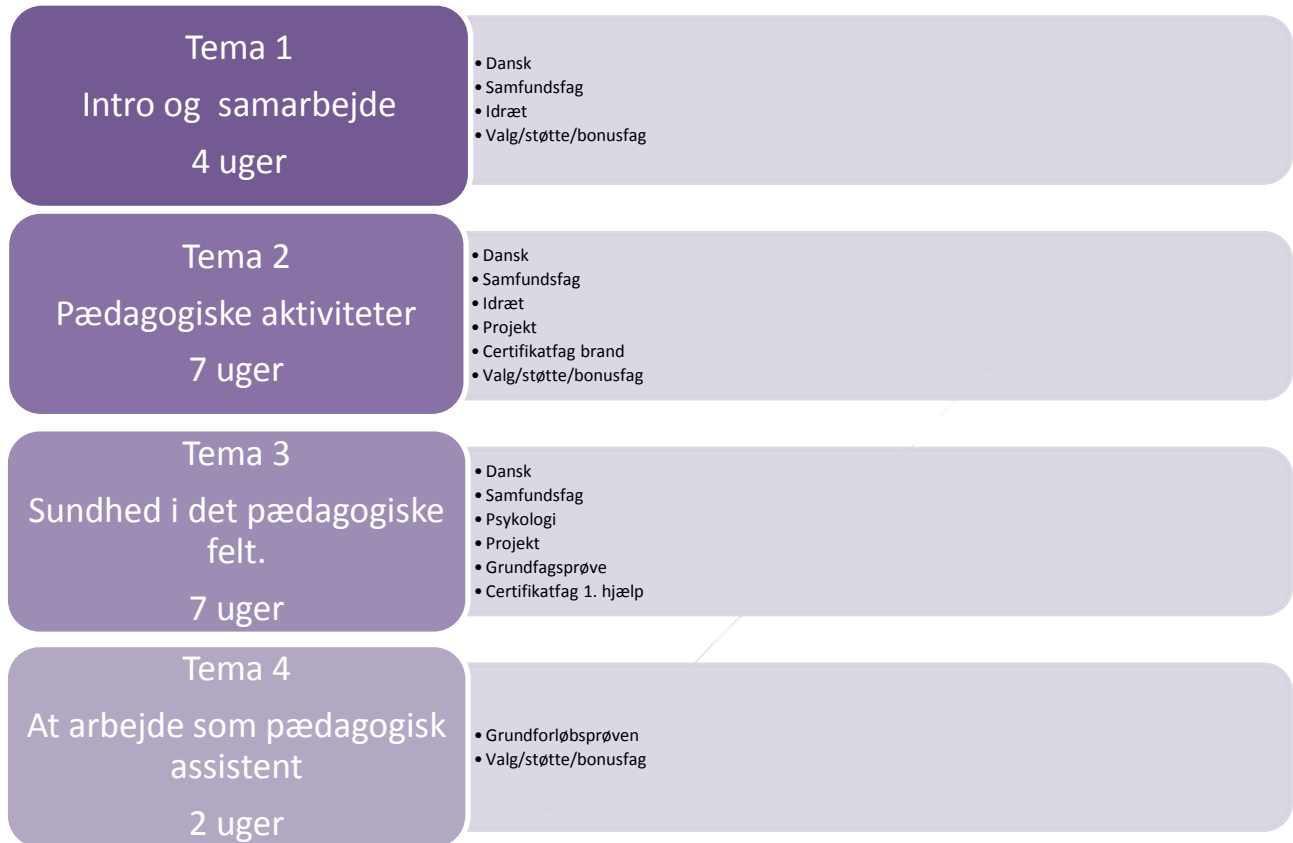 Tema 1
Intro og samarbejde
4 uger
• Dansk
• Samfundsfag
• Idræt
• Valg/støtte/bonusfag
Tema 2
Pædagogiske aktiviteter
7 uger
• Dansk
• Samfundsfag
• Idræt
• Projekt
• Certifikatfag brand
• Valg/støtte/bonusfag
Tema 3
Sundhed i det pædagogiske
felt.
7 uger
• Dansk
• Samfundsfag
• Psykologi
• Projekt
• Grundfagsprøve
• Certifikatfag 1. hjælp
Tema 4
At arbejde som pædagogisk
assistent
2 uger
• Grundforløbsprøven
• Valg/støtte/bonusfag